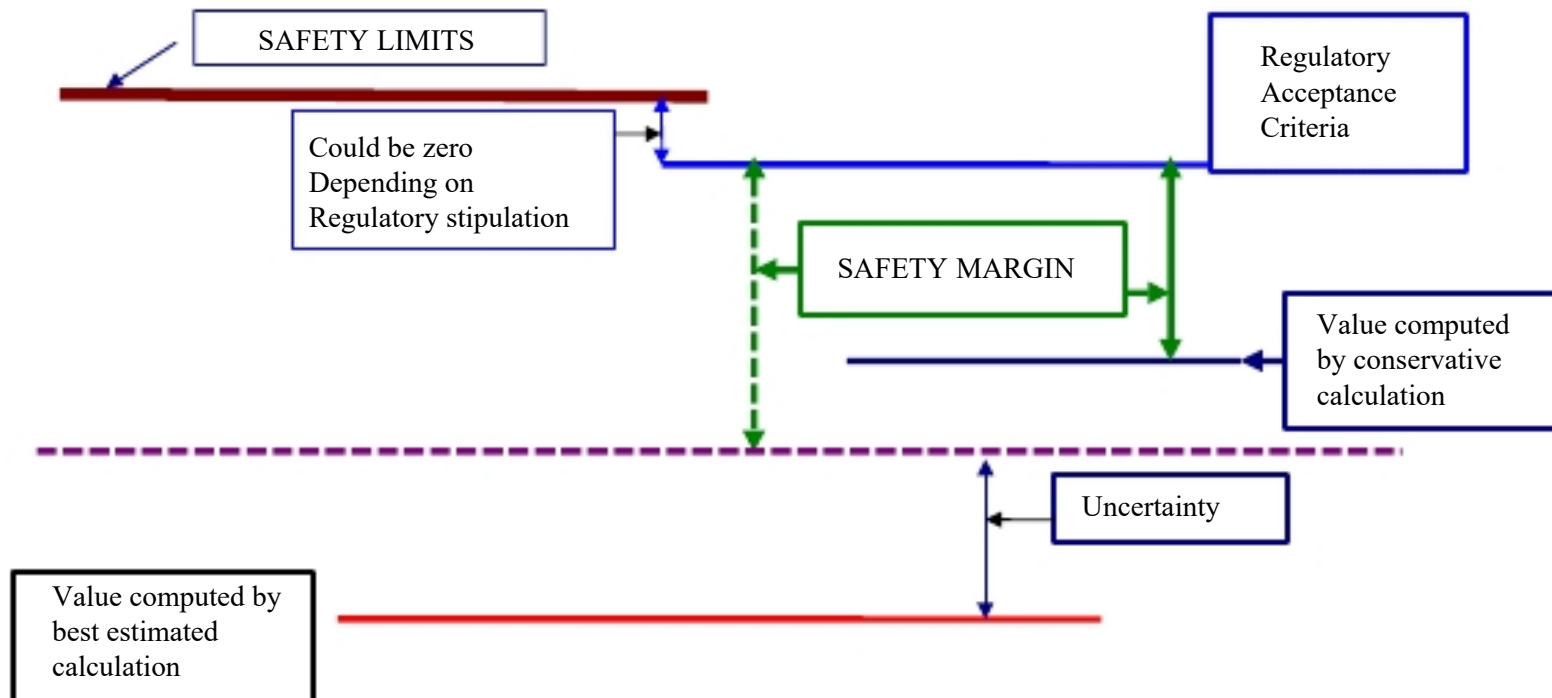 SAFETY LIMITS
Regulatory
Acceptance
Criteria
Could be zero
Depending on
Regulatory stipulation
SAFETY MARGIN
Value computed
by conservative
calculation
Uncertainty
Value computed by
best estimated
calculation